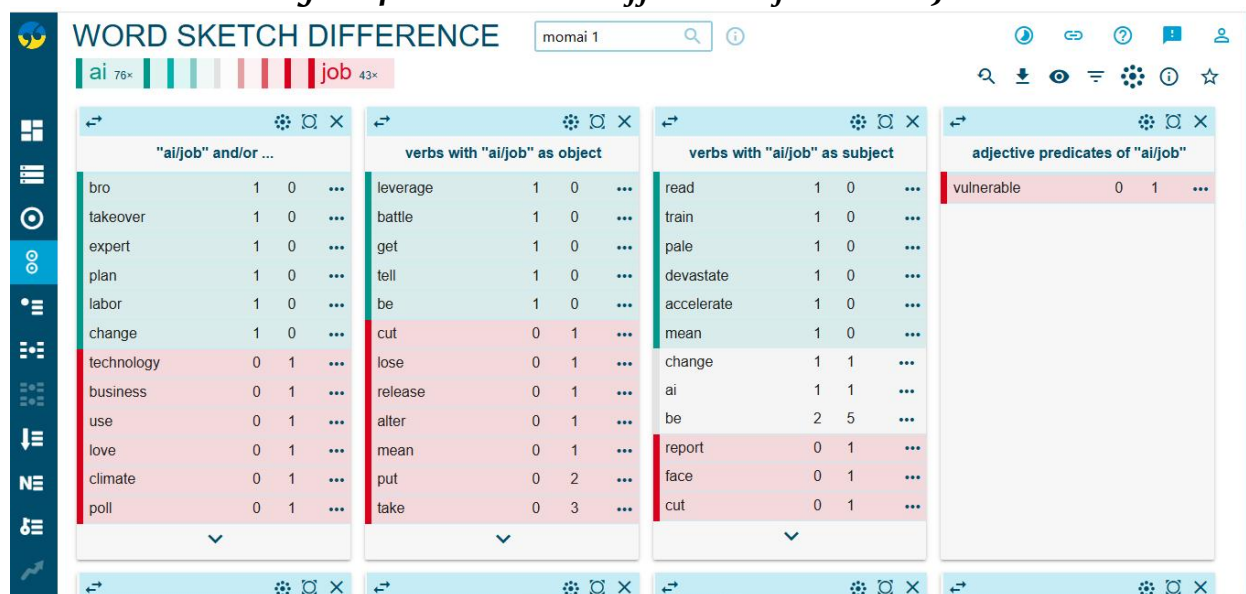 WORD SKETCH DIFFERENCE
momai 1
ai 76×
job 43×
"ai/job" and/or ...
bro 1 0
takeover 1 0
expert 1 0
plan 1 0
labor 1 0
change 1 0
technology 0 1
business 0 1
use 0 1
love 0 1
climate 0 1
poll 0 1
verbs with "ai/job" as object
leverage 1 0
battle 1 0
get 1 0
tell 1 0
be 1 0
cut 0 1
lose 0 1
release 0 1
alter 0 1
mean 0 1
put 0 2
take 0 3
verbs with "ai/job" as subject
read 1 0
train 1 0
pale 1 0
devastate 1 0
accelerate 1 0
mean 1 0
change 1 1
ai 1 1
be 2 5
report 0 1
face 0 1
cut 0 1
adjective predicates of "ai/job"
vulnerable 0 1